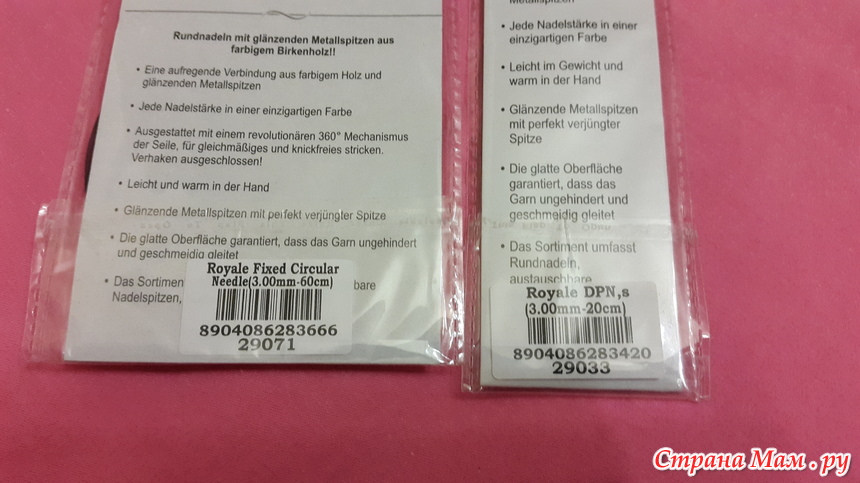 Rundnadeln mit glänzenden Metallspitzen aus
farbigem Birkenholz!!
• Eine aufregende Verbindung aus farbigem Holz und
glänzenden Metallspitzen
• Jede Nadelstärke in einer einzigartigen Farbe
• Ausgestattet mit einem revolutionären 360° Mechanismus
der Seile, für gleichmäßiges und knickfreies stricken.
Verhaken ausgeschlossen!
• Leicht und warm in der Hand
• Glänzende Metallspitzen mit perfekt verjüngter Spitze
• Die glatte Oberfläche garantiert, dass das Garn ungehindert
und geschmeidig gleitet
• Das Sortimen
Nadelspitzen,
bare
Royale Fixed Circular
Needle(3.00mm-60cm)
8904086283666
29071
Metallspitzen
• Jede Nadelstärke in einer
einzigartigen Farbe
• Leicht im Gewicht und
warm in der Hand
• Glänzende Metallspitzen
mit perfekt verjüngter
Spitze
• Die glatte Oberfläche
garantiert, dass das
Garn ungehindert und
geschmeidig gleitet
• Das Sortiment umfasst
Rundnadeln,
austauschbare
Royale DPN,s
(3.00mm-20cm)
8904086283420
29033
Страна Мам.ру